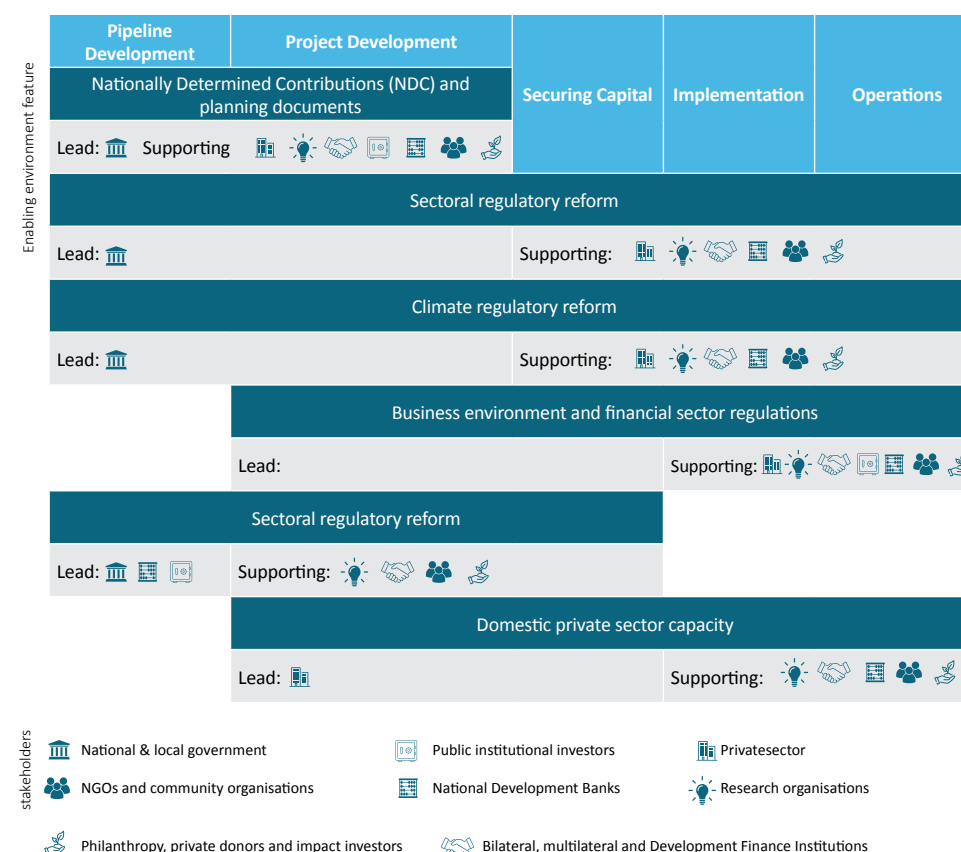 Pipeline
Development
Project Development
Securing Capital
Implementation
Operations
Enabling environment feature
Nationally Determined Contributions (NDC) and
planning documents
Lead: Supporting
Sectoral regulatory reform
Lead: Supporting:
Climate regulatory reform
Lead: Supporting:
Business environment and financial sector regulations
Lead: Supporting:
Sectoral regulatory reform
Lead: Supporting:
Domestic private sector capacity
Lead: Supporting:
stakeholders
National & local government
Public institutional investors
Privatesector
NGOs and community organisations
National Development Banks
Research organisations
Philanthropy, private donors and impact investors
Bilateral, multilateral and Development Finance Institutions